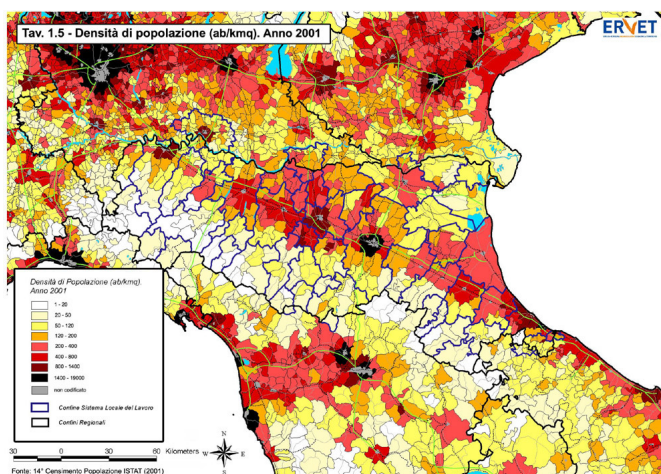 Tav. 1.5 - Densità di popolazione (ab/kmq). Anno 2001
ERVET
Densità di Popolazione (ab/kmq).
Anno 2001
1 - 20
20 - 50
50 - 120
120 - 200
200 - 400
400 - 800
800 - 1400
1400 - 19000
non codificato
Confine Sistema Locale del Lavoro
Confini Regionali
30 0 30 60 Kilometers
N
W E
S
Fonte: 14° Censimento Popolazione ISTAT (2001)